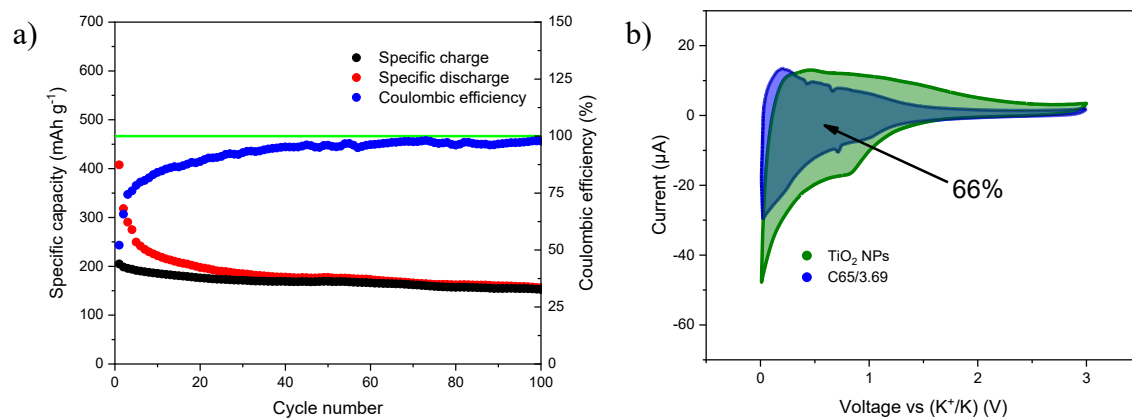 a)
700
600
500
400
300
200
100
0
Specific capacity (mAh g⁻¹)
0
20
40
60
80
100
Cycle number
150
125
100
75
50
25
0
Coulombic efficiency (%)
Specific charge
Specific discharge
Coulombic efficiency
b)
20
0
-20
-40
-60
Current (µA)
0
1
2
3
Voltage vs (K⁺/K) (V)
66%
TiO₂ NPs
C65/3.69